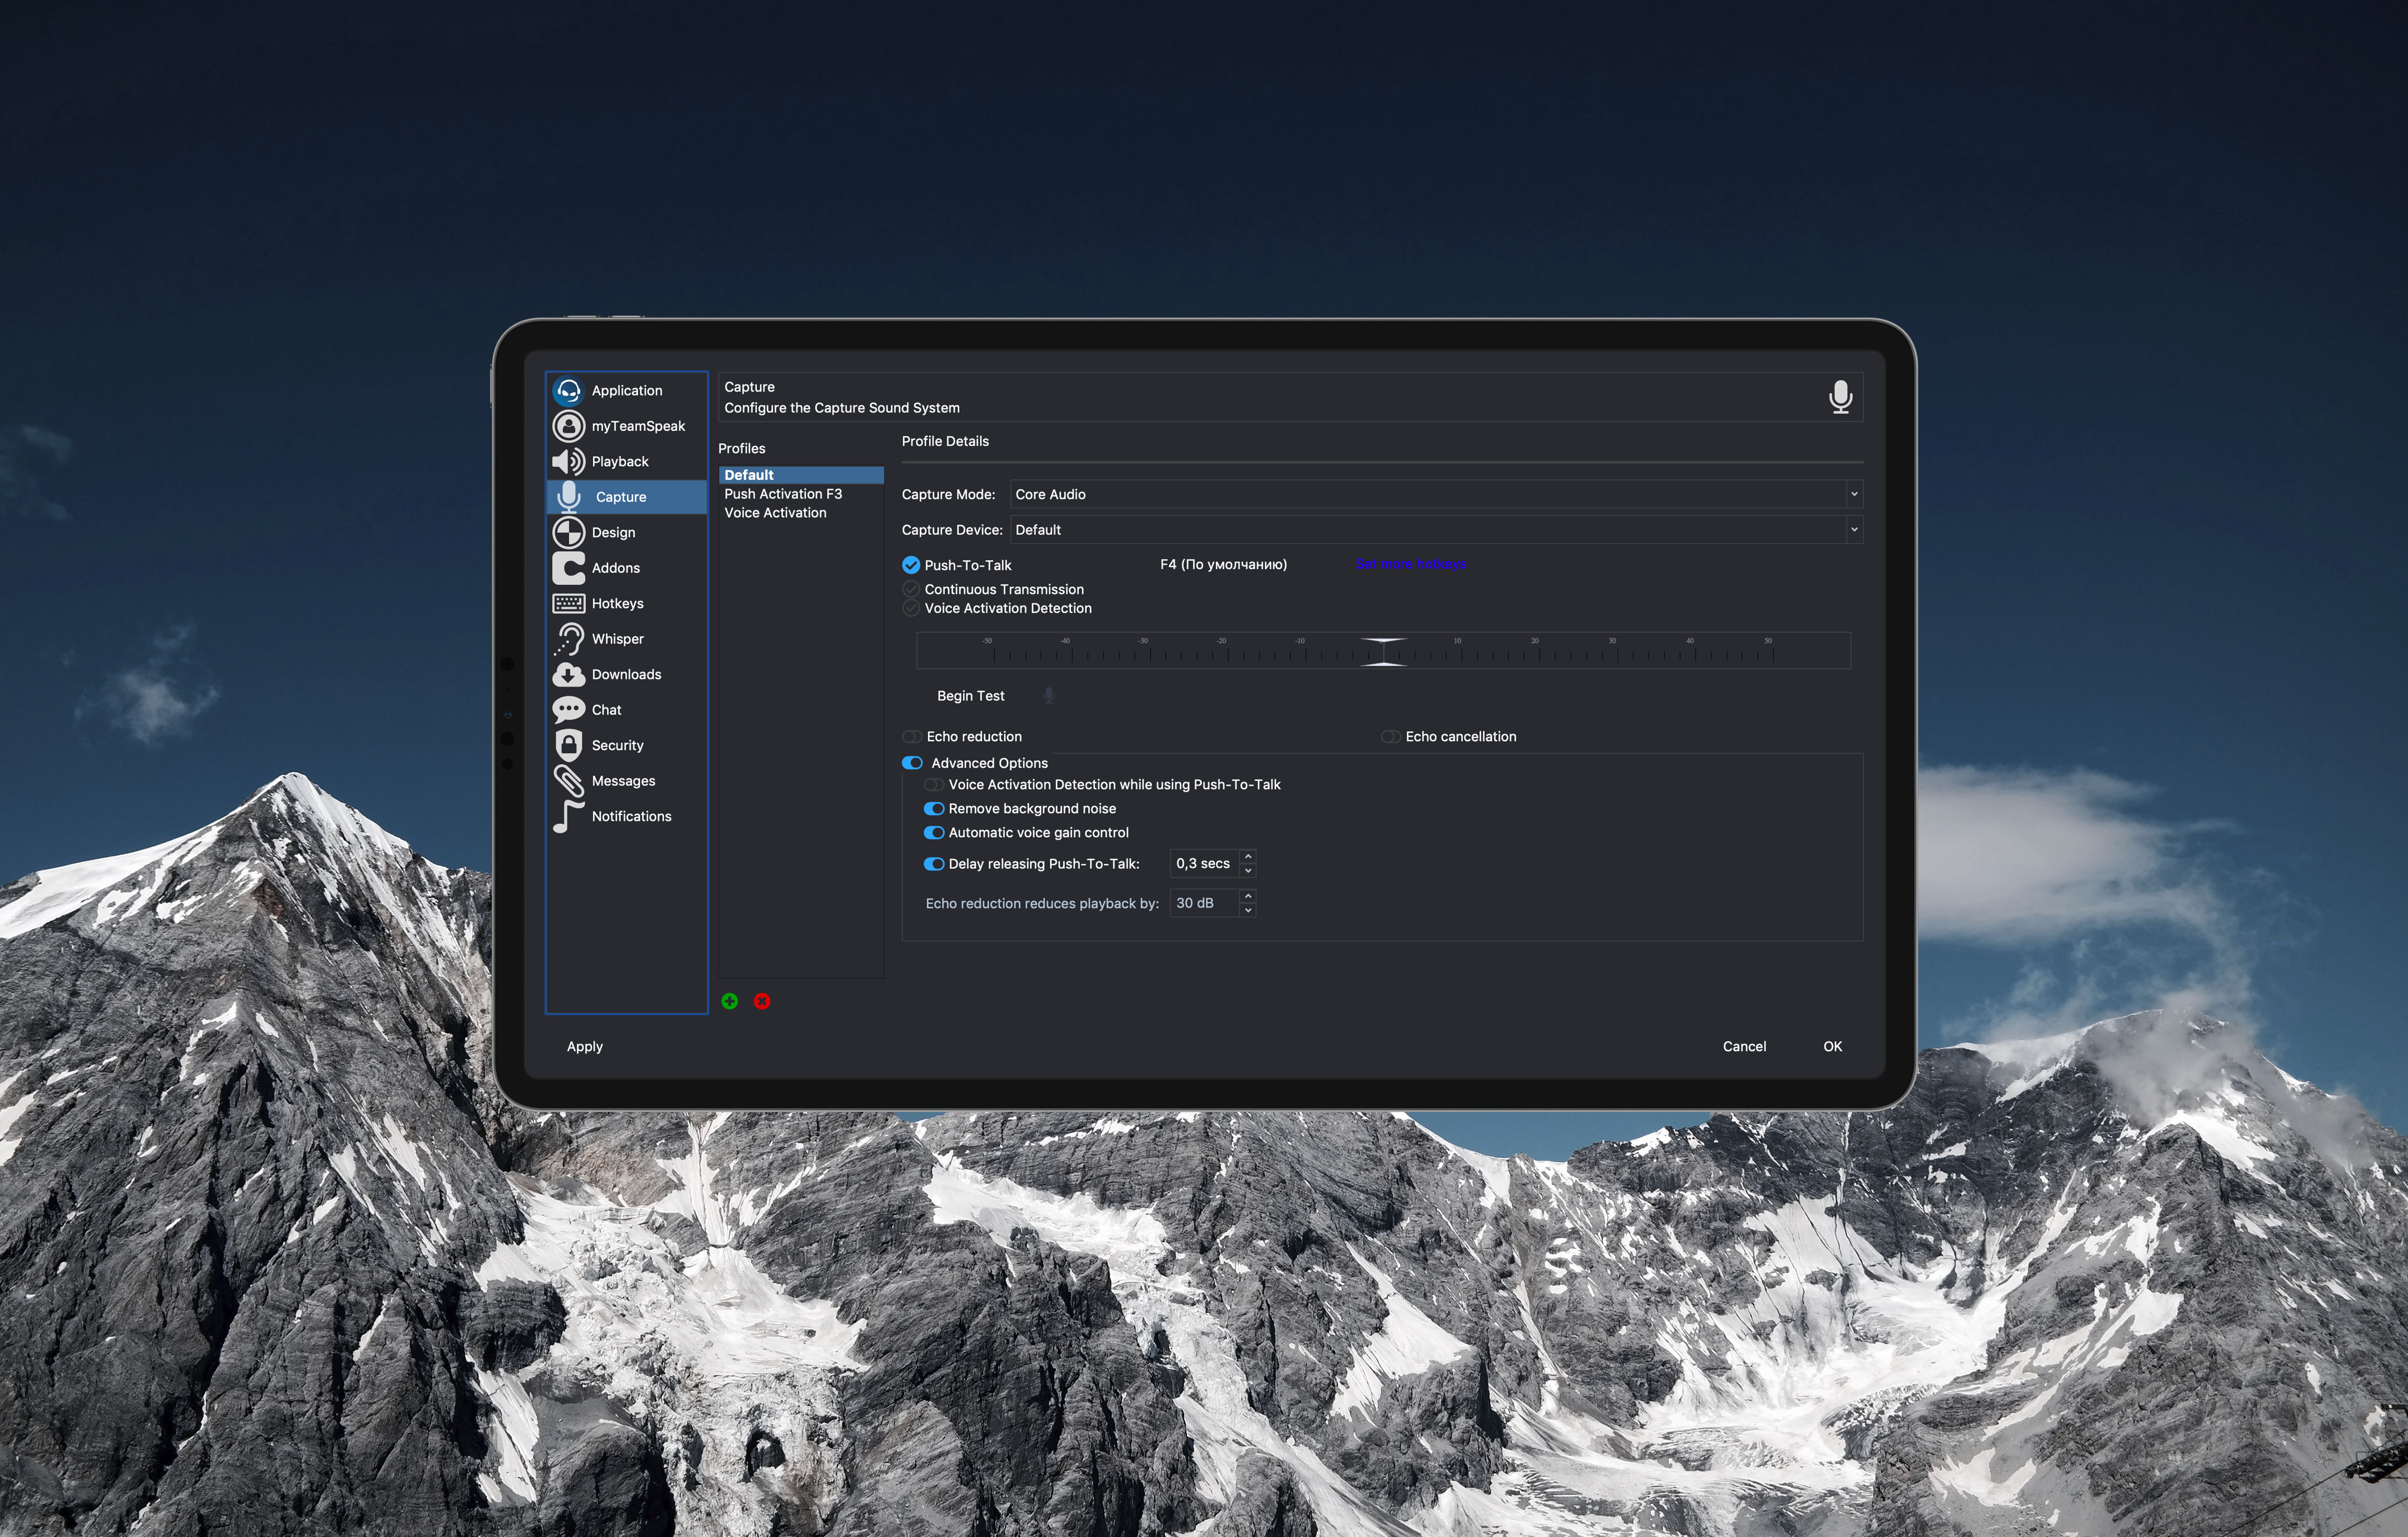 Application
myTeamSpeak
Playback
Capture
Design
Addons
Hotkeys
Whisper
Downloads
Chat
Security
Messages
Notifications
Capture
Configure the Capture Sound System
Profiles
Default
Push Activation F3
Voice Activation
Profile Details
Capture Mode: Core Audio
Capture Device: Default
Push-To-Talk F4 (По умолчанию) Set more hotkeys
Continuous Transmission
Voice Activation Detection
-50 -40 -30 -20 -10 10 20 30 40 50
Begin Test
Echo reduction Echo cancellation
Advanced Options
Voice Activation Detection while using Push-To-Talk
Remove background noise
Automatic voice gain control
Delay releasing Push-To-Talk: 0,3 secs
Echo reduction reduces playback by: 30 dB
Apply Cancel OK